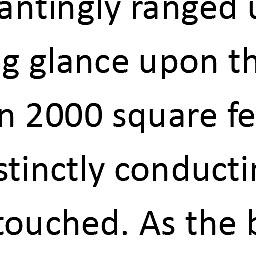 antingly ranged u
g glance upon th
n 2000 square fe
stinctly conductin
touched. As the b